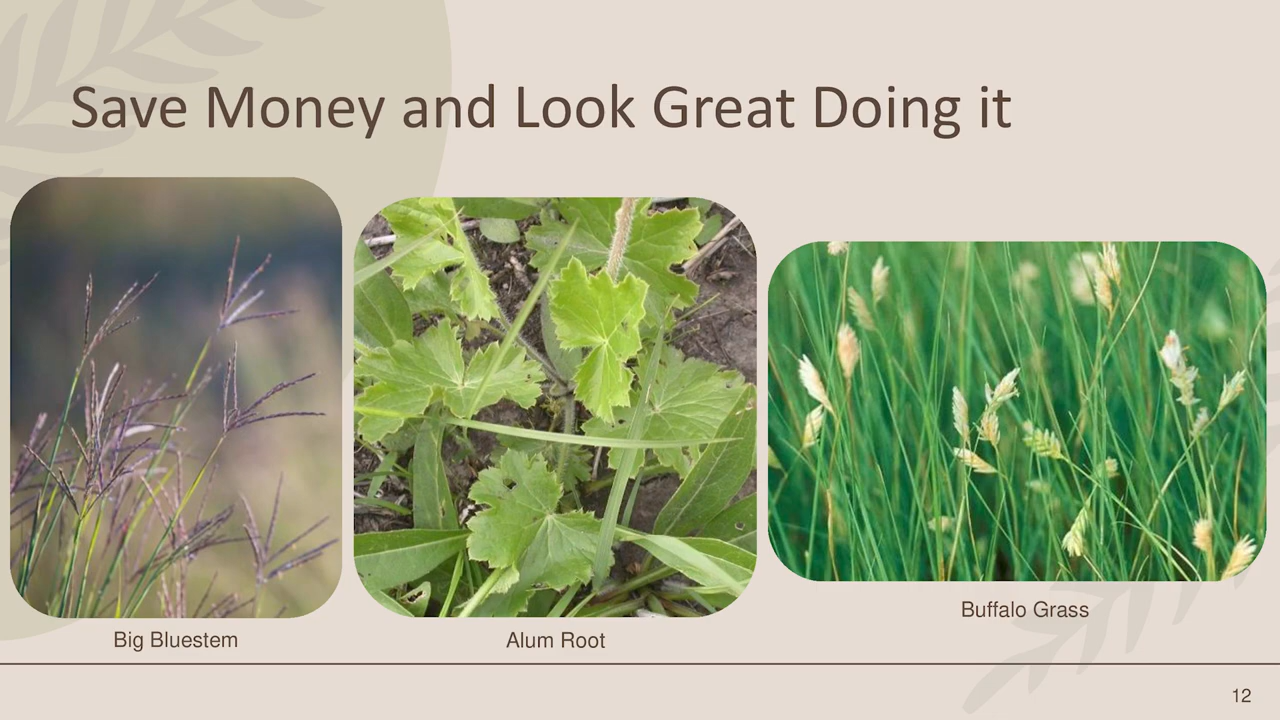 Save Money and Look Great Doing it
Big Bluestem
Alum Root
Buffalo Grass
12